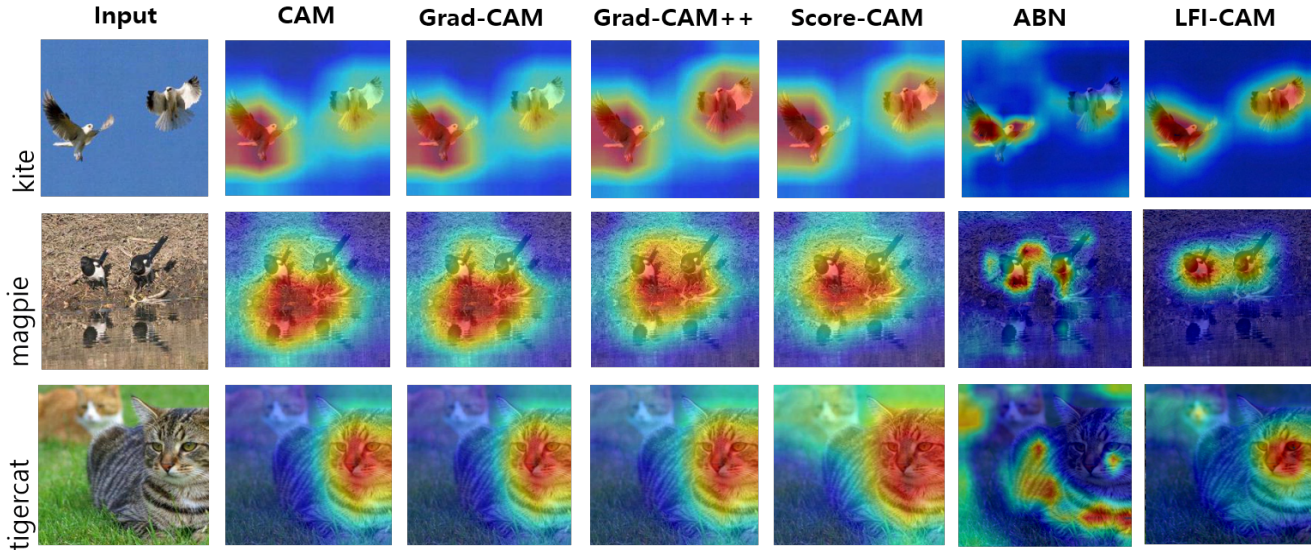 Input CAM Grad-CAM Grad-CAM++ Score-CAM ABN LFI-CAM
kite
magpie
tigercat